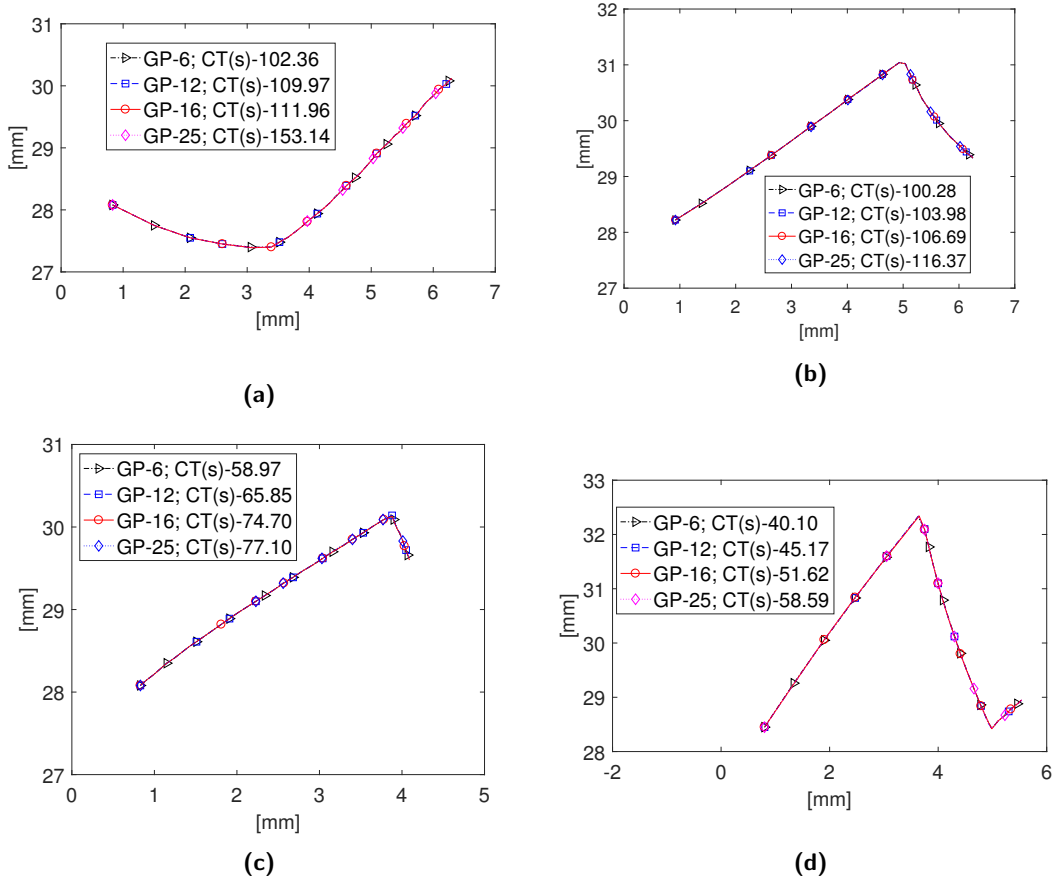 31
30
29
28
27
[mm]
GP-6; CT(s)-102.36
GP-12; CT(s)-109.97
GP-16; CT(s)-111.96
GP-25; CT(s)-153.14
0 1 2 3 4 5 6 7
[mm]
(a)
32
31
30
29
28
27
[mm]
GP-6; CT(s)-100.28
GP-12; CT(s)-103.98
GP-16; CT(s)-106.69
GP-25; CT(s)-116.37
0 1 2 3 4 5 6 7
[mm]
(b)
31
30
29
28
27
[mm]
GP-6; CT(s)-58.97
GP-12; CT(s)-65.85
GP-16; CT(s)-74.70
GP-25; CT(s)-77.10
0 1 2 3 4 5
[mm]
(c)
33
32
31
30
29
28
[mm]
GP-6; CT(s)-40.10
GP-12; CT(s)-45.17
GP-16; CT(s)-51.62
GP-25; CT(s)-58.59
-2 0 2 4 6
[mm]
(d)